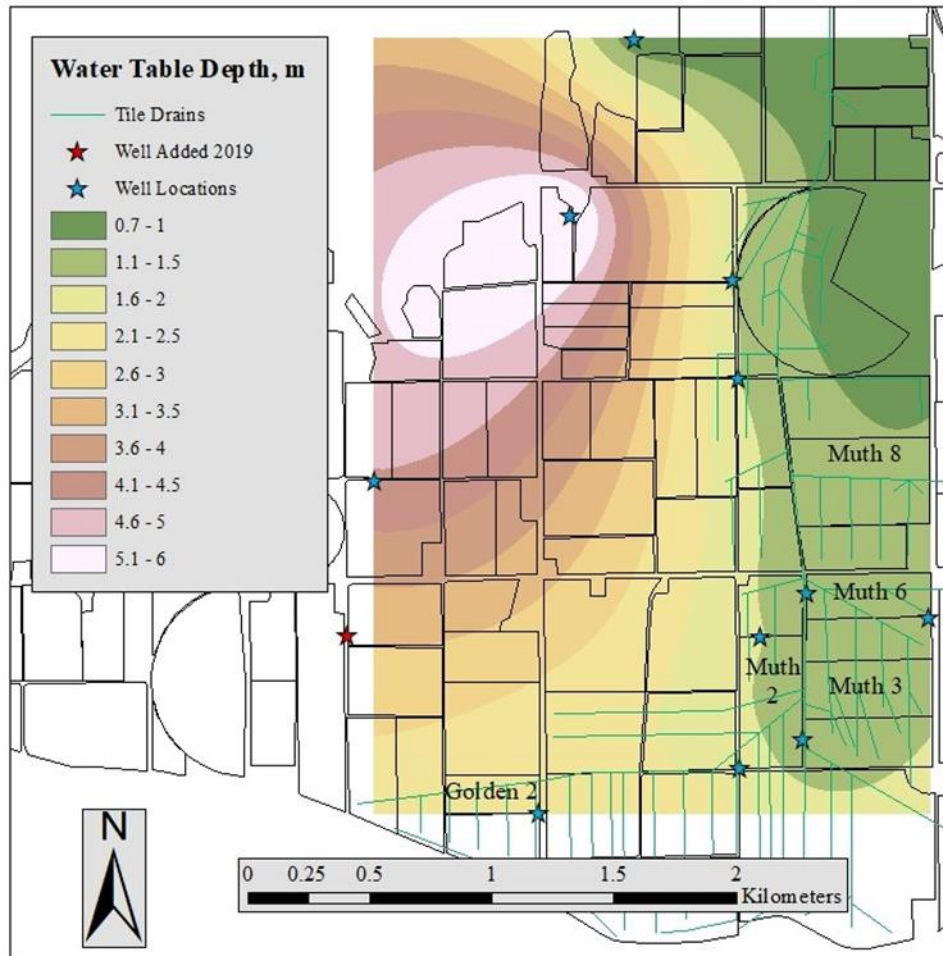 Water Table Depth, m
Tile Drains
Well Added 2019
Well Locations
0.7 - 1
1.1 - 1.5
1.6 - 2
2.1 - 2.5
2.6 - 3
3.1 - 3.5
3.6 - 4
4.1 - 4.5
4.6 - 5
5.1 - 6
Muth 8
Muth 6
Muth
2
Muth 3
Golden 2
N
0 0.25 0.5 1 1.5 2
Kilometers